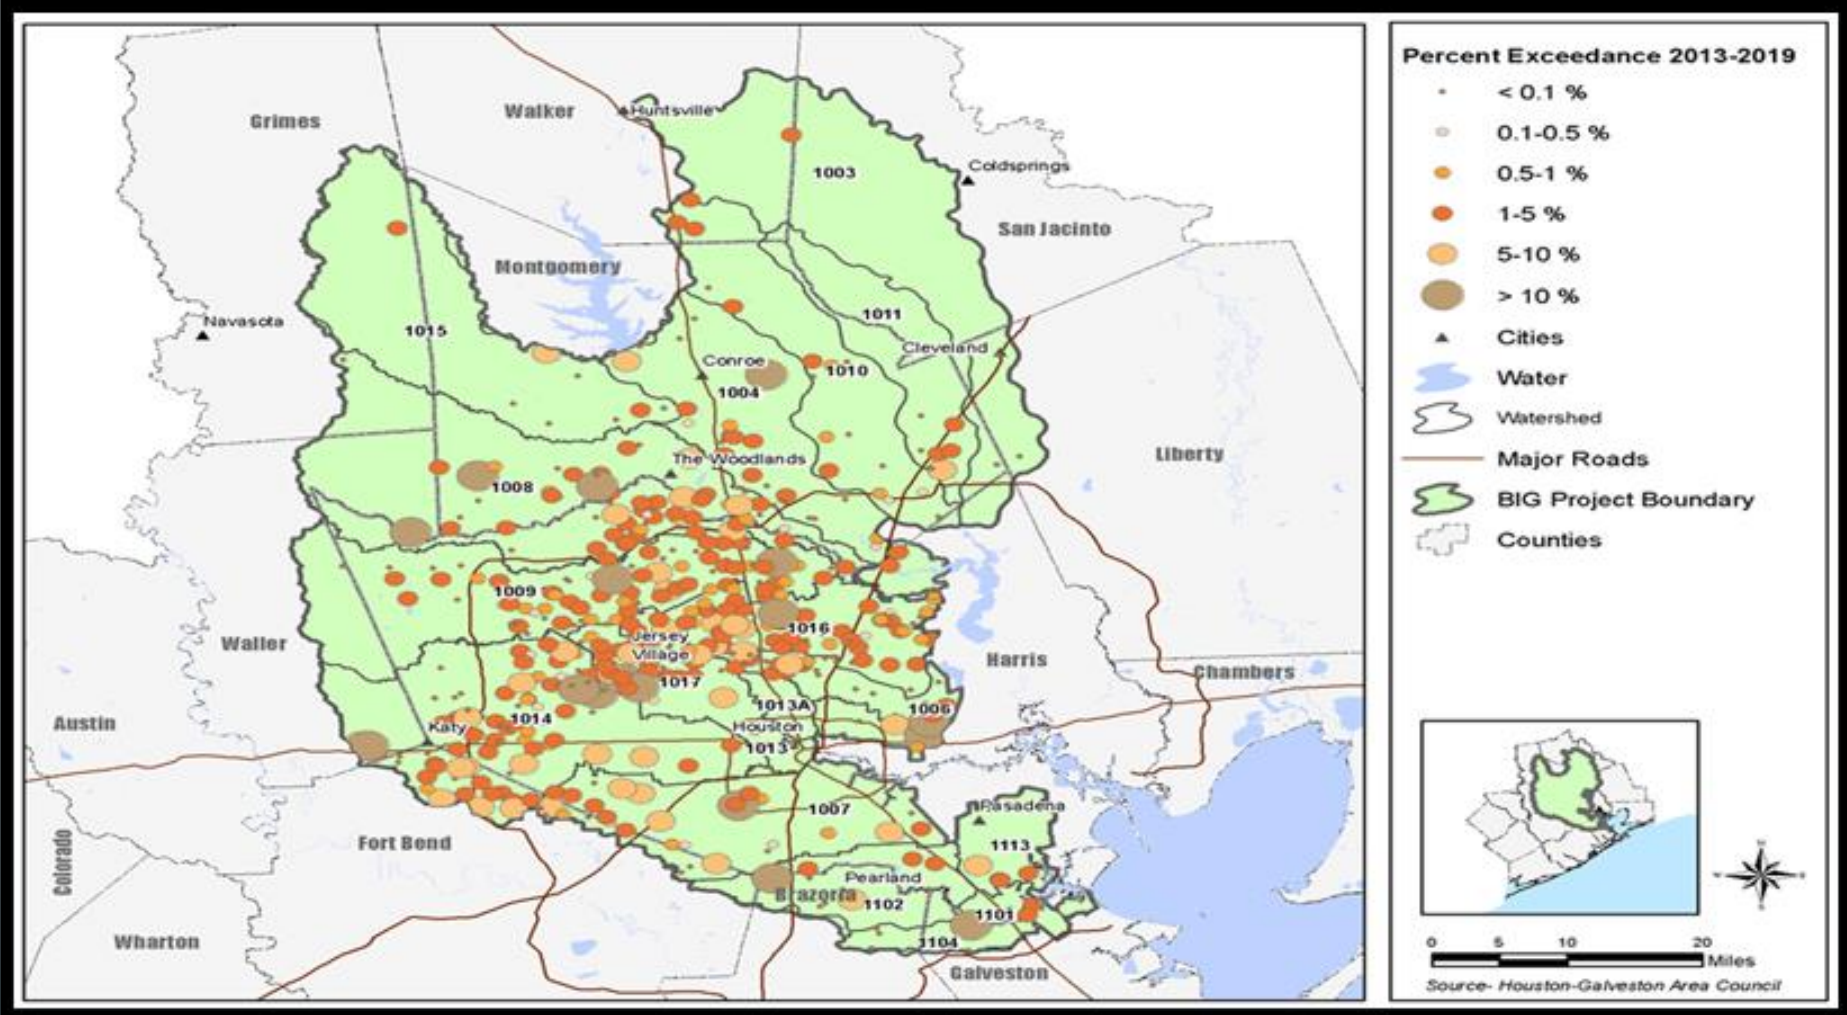 Grimes
Walker
Huntsville
1003
Coldsprings
San Jacinto
Montgomery
Navasota
1015
1011
Cleveland
Conroe
1010
1004
Liberty
The Woodlands
1008
1009
1016
Jersey
Village
Waller
Harris
Chambers
1017
1013A
1006
Austin
Katy
1014
Houston
1013
Pasadena
1007
Colorado
Fort Bend
1113
Pearland
Brazoria
1102
1101
Wharton
1104
Galveston
Percent Exceedance 2013-2019
< 0.1 %
0.1-0.5 %
0.5-1 %
1-5 %
5-10 %
> 10 %
Cities
Water
Watershed
Major Roads
BIG Project Boundary
Counties
0 5 10 20
Miles
Source- Houston-Galveston Area Council